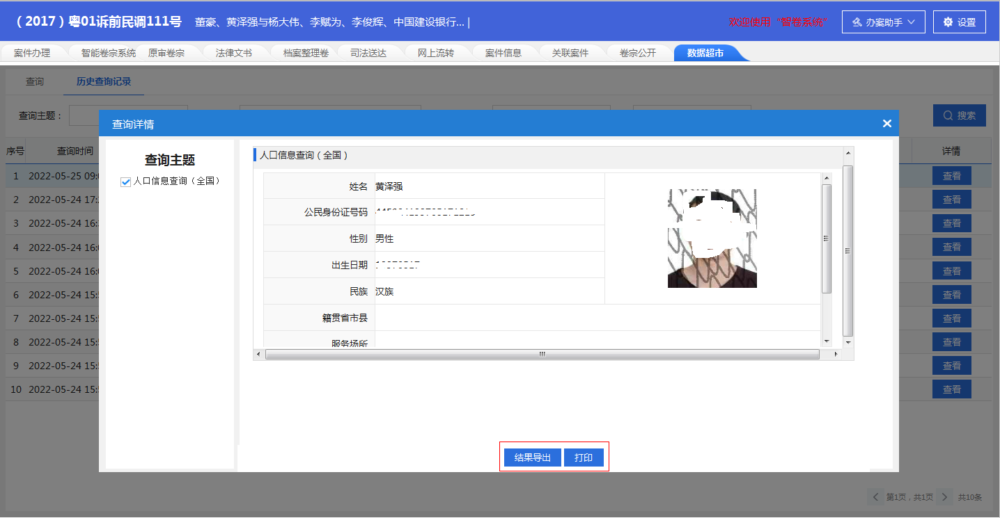 （2017）粤01诉前民调111号 董豪、黄泽强与杨大伟、李赋为、李俊辉、中国建设银行... | 欢迎使用“智卷系统” 办案助手 设置
案件办理 智能卷宗系统 原审卷宗 法律文书 档案整理卷 司法送达 网上流转 案件信息 关联案件 卷宗公开 数据超市
查询 历史查询记录
查询主题： 搜索
查询详情
序号 查询时间 详情
查询主题
人口信息查询（全国）
人口信息查询（全国）
姓名 黄泽强
公民身份证号码
性别 男性
出生日期
民族 汉族
籍贯省市县
服务场所
1 2022-05-25 09: 查看
2 2022-05-24 17: 查看
3 2022-05-24 16: 查看
4 2022-05-24 16: 查看
5 2022-05-24 16: 查看
6 2022-05-24 15: 查看
7 2022-05-24 15: 查看
8 2022-05-24 15: 查看
9 2022-05-24 15: 查看
10 2022-05-24 15: 查看
结果导出 打印
第1页，共1页 共10条